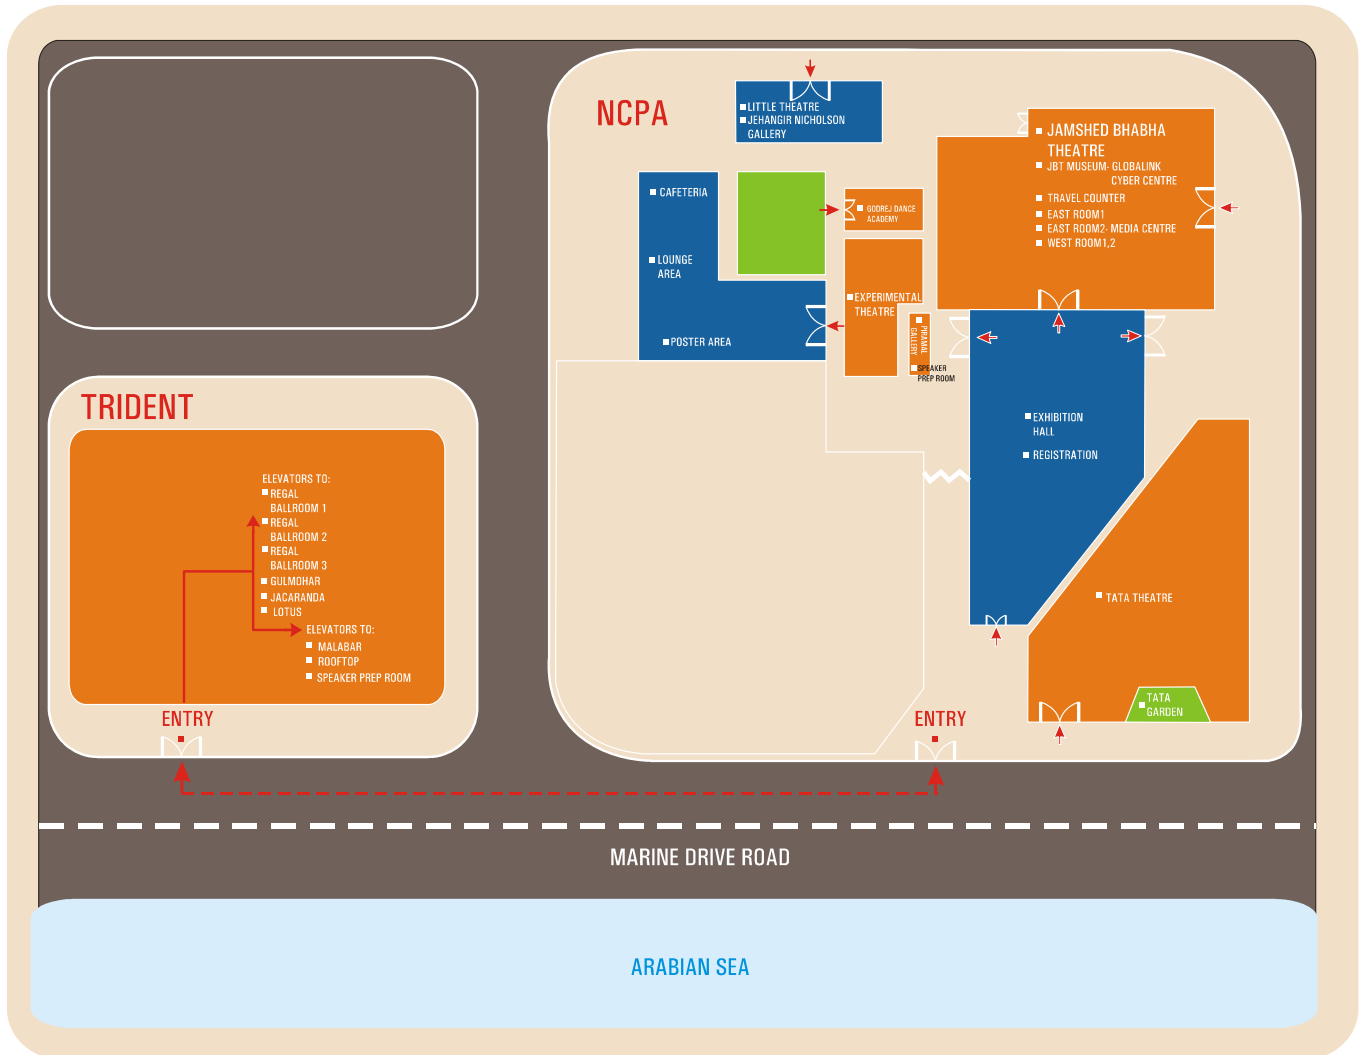 NCPA
LITTLE THEATRE
JEHANGIR NICHOLSON
GALLERY
JAMSHED BHABHA
THEATRE
JBT MUSEUM- GLOBALINK
CYBER CENTRE
TRAVEL COUNTER
EAST ROOM1
EAST ROOM2- MEDIA CENTRE
WEST ROOM1,2
CAFETERIA
LOUNGE
AREA
POSTER AREA
GODREJ DANCE
ACADEMY
EXPERIMENTAL
THEATRE
PIRAMAL
GALLERY
SPEAKER
PREP ROOM
EXHIBITION
HALL
REGISTRATION
TATA THEATRE
TATA
GARDEN
ENTRY
TRIDENT
ELEVATORS TO:
REGAL
BALLROOM 1
REGAL
BALLROOM 2
REGAL
BALLROOM 3
GULMOHAR
JACARANDA
LOTUS
ELEVATORS TO:
MALABAR
ROOFTOP
SPEAKER PREP ROOM
ENTRY
MARINE DRIVE ROAD
ARABIAN SEA